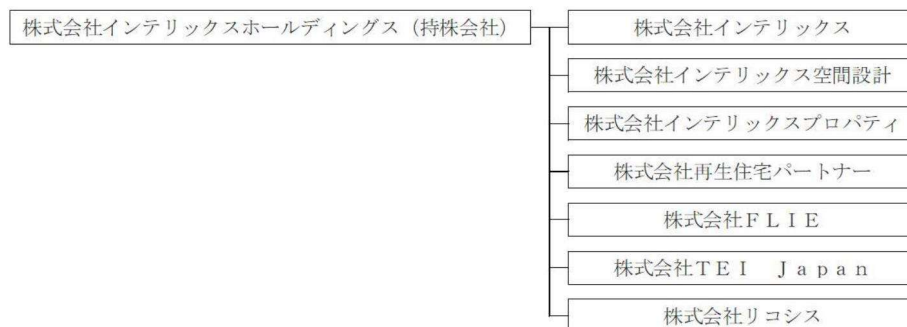 株式会社インテリックスホールディングス（持株会社）
株式会社インテリックス
株式会社インテリックス空間設計
株式会社インテリックスプロパティ
株式会社再生住宅パートナー
株式会社ＦＬＩＥ
株式会社ＴＥＩ　Ｊａｐａｎ
株式会社リコシス